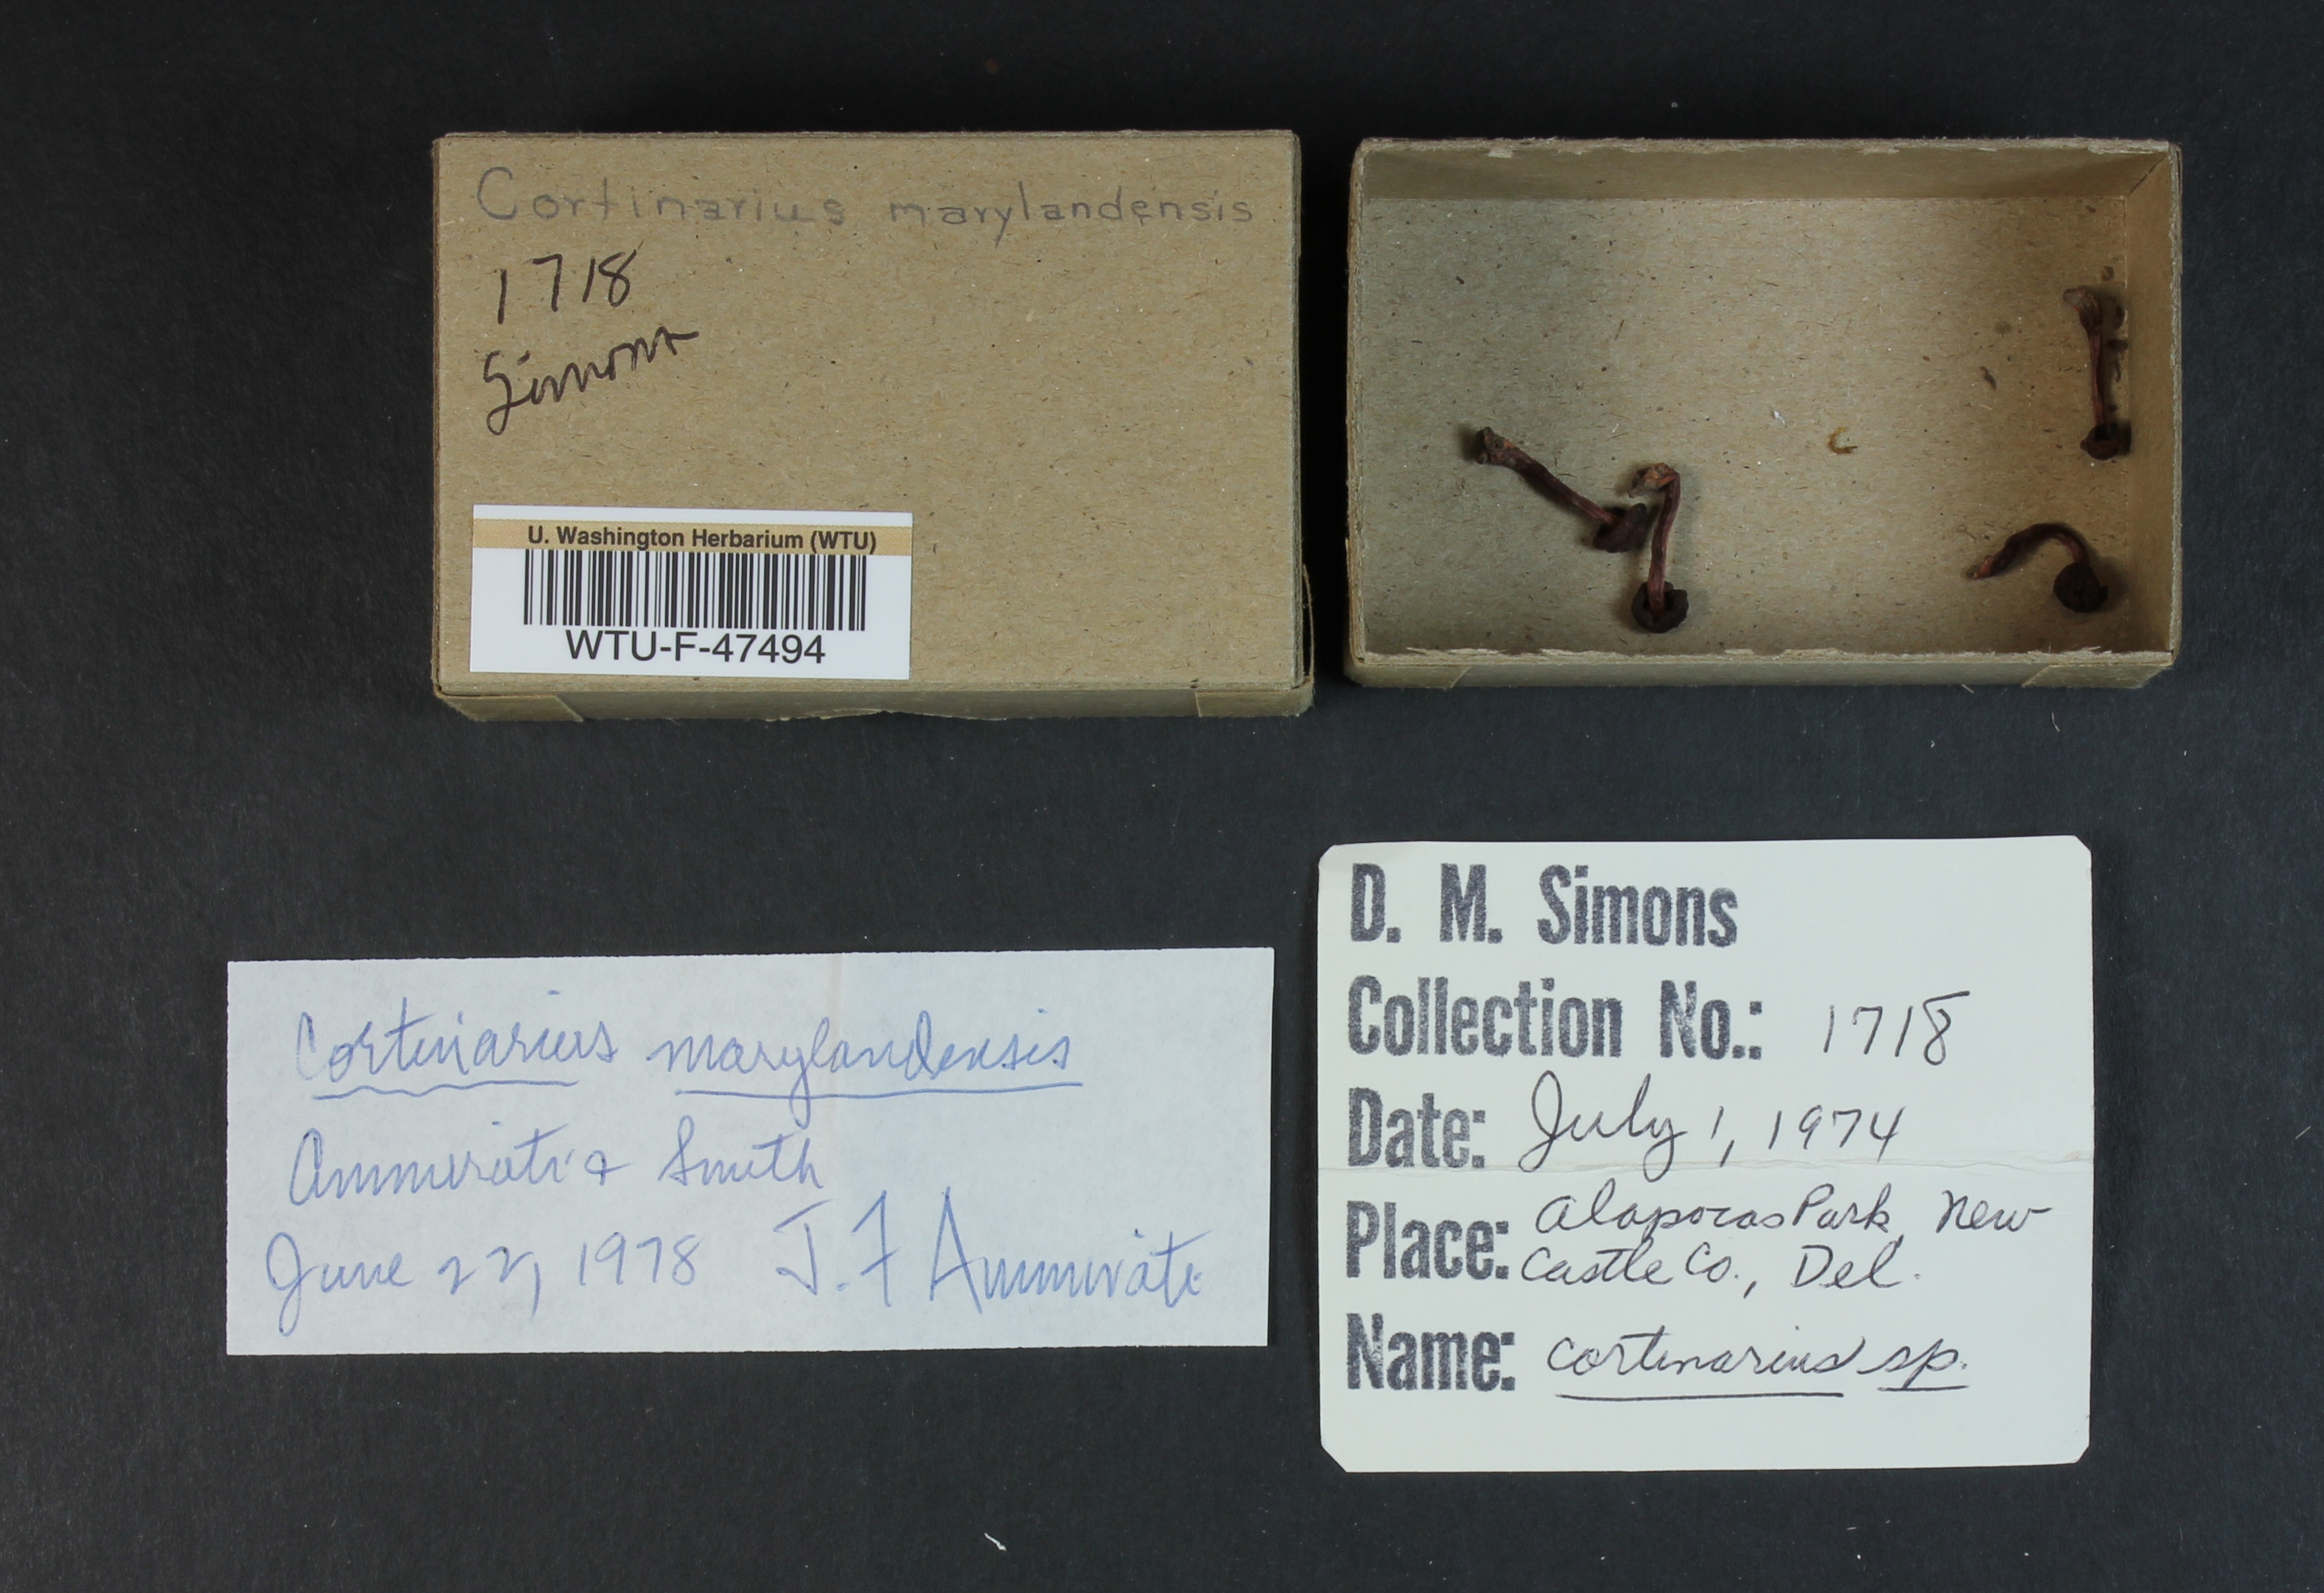 Cortinarius marylandensis
1718
Simons
U. Washington Herbarium (WTU)
WTU-F-47494
Cortinarius marylandensis
Ammirati & Smith
June 22, 1978 J. F Ammirati
D. M. Simons
Collection No.: 1718
Date: July 1, 1974
Place: Alapocas Park, New
Castle Co., Del.
Name: Cortinarius sp.